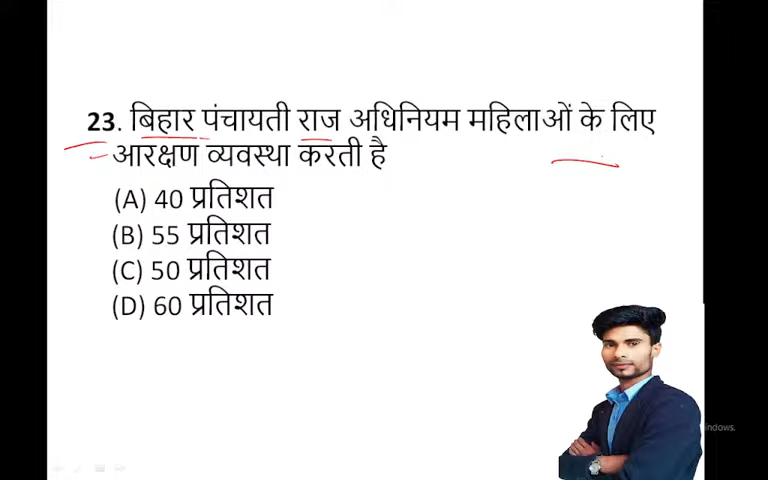 23. बिहार पंचायती राज अधिनियम महिलाओं के लिए
आरक्षण व्यवस्था करती है
(A) 40 प्रतिशत
(B) 55 प्रतिशत
(C) 50 प्रतिशत
(D) 60 प्रतिशत
indows.